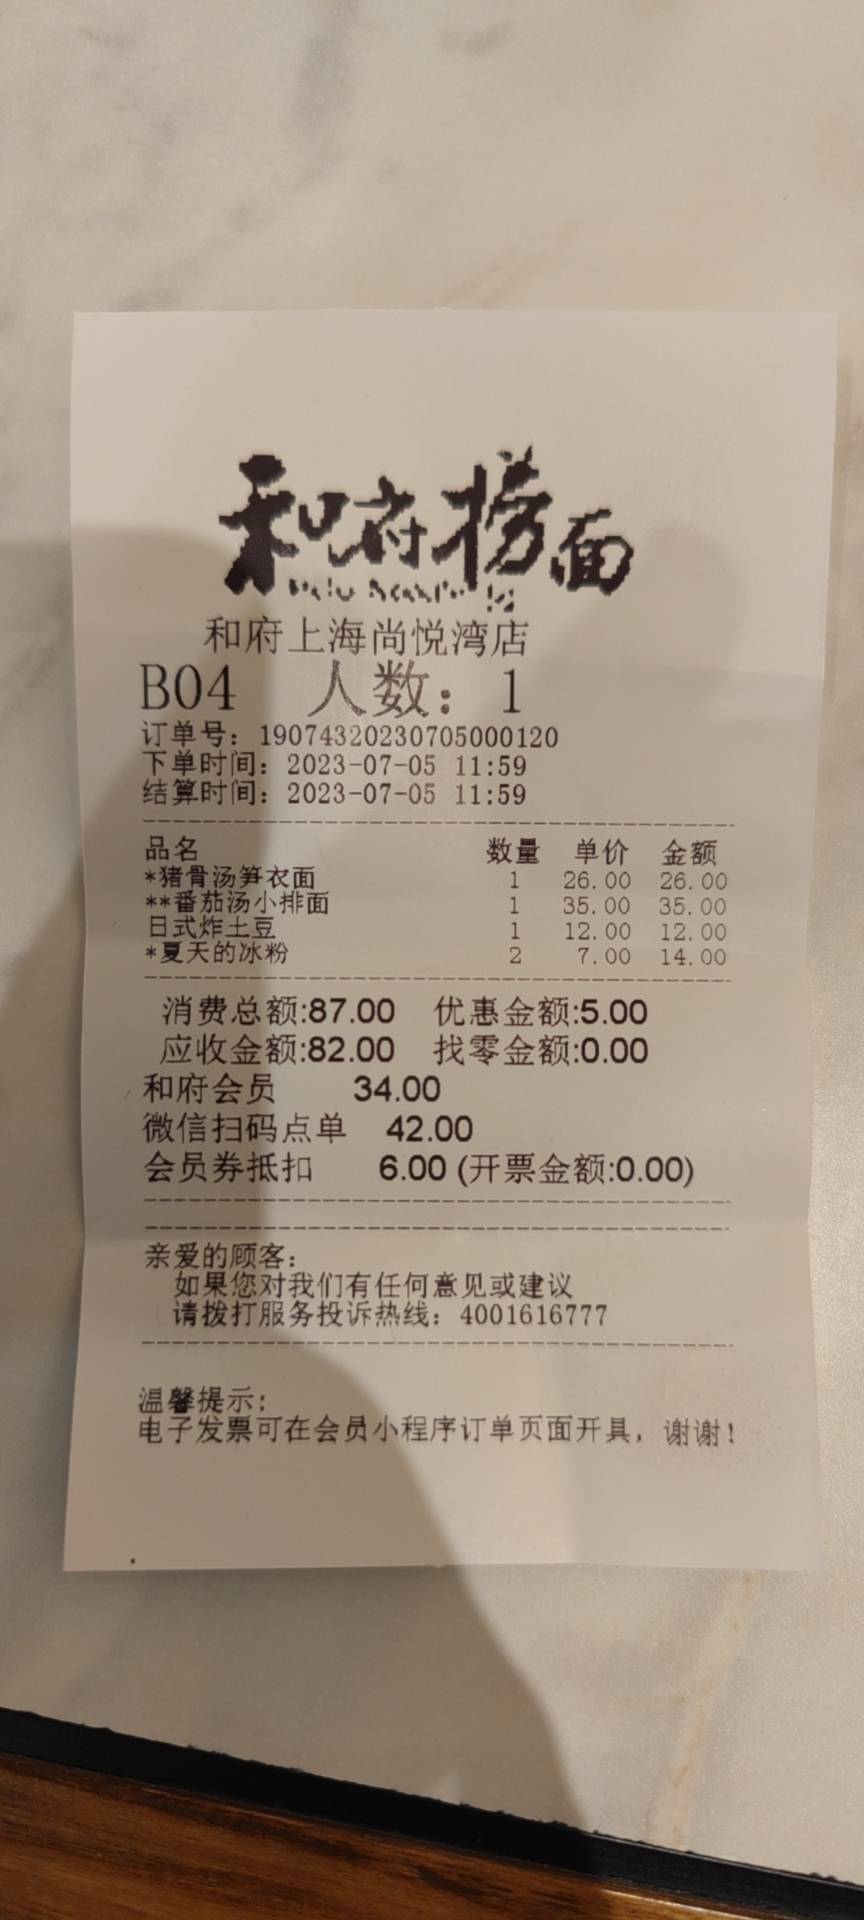 和府捞面
和府上海尚悦湾店
B04 人数: 1
订单号: 19074320230705000120
下单时间: 2023-07-05 11:59
结算时间: 2023-07-05 11:59
品名 数量 单价 金额
*猪骨汤笋衣面 1 26.00 26.00
**番茄汤小排面 1 35.00 35.00
日式炸土豆 1 12.00 12.00
*夏天的冰粉 2 7.00 14.00
消费总额:87.00 优惠金额:5.00
应收金额:82.00 找零金额:0.00
和府会员 34.00
微信扫码点单 42.00
会员券抵扣 6.00 (开票金额:0.00)
亲爱的顾客:
如果您对我们有任何意见或建议
请拨打服务投诉热线: 4001616777
温馨提示:
电子发票可在会员小程序订单页面开具，谢谢!